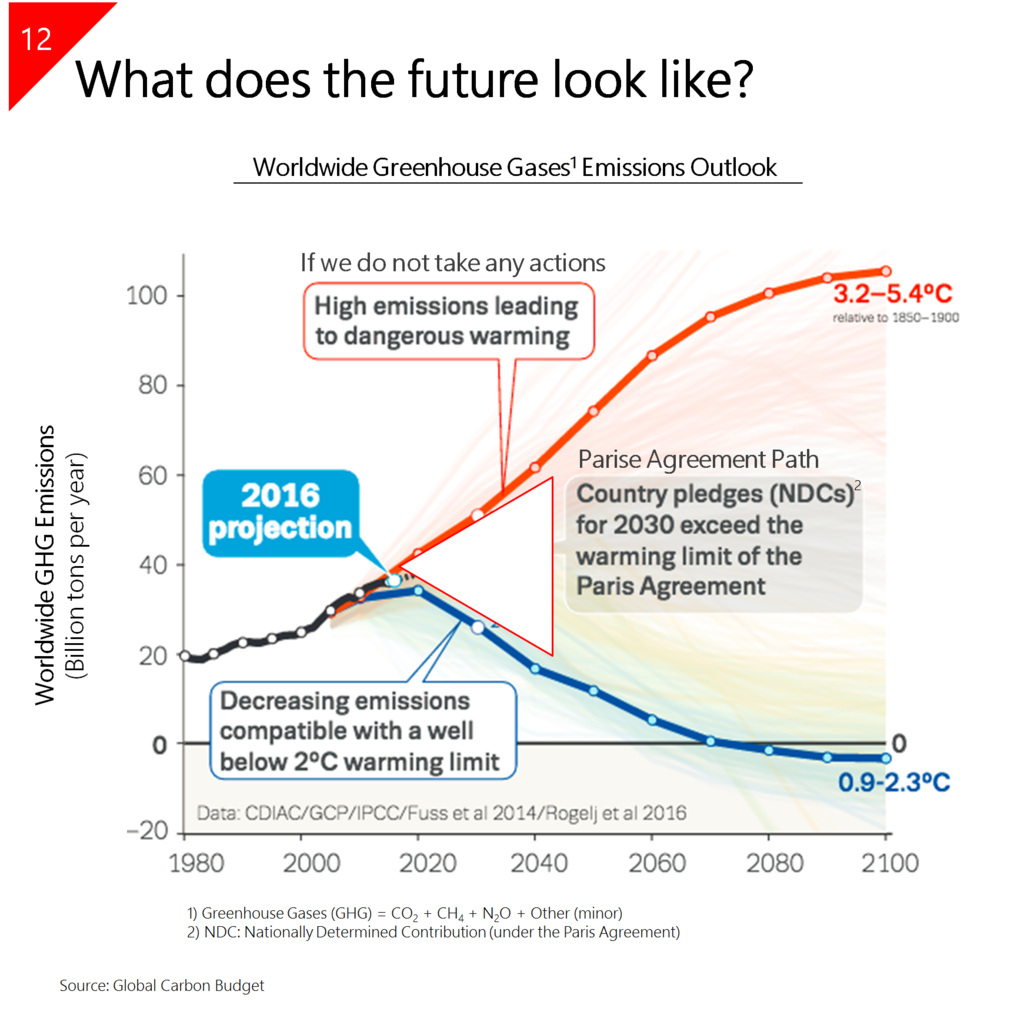 12
What does the future look like?
Worldwide Greenhouse Gases¹ Emissions Outlook
Worldwide GHG Emissions
(Billion tons per year)
100
80
60
40
20
0
−20
If we do not take any actions
High emissions leading
to dangerous warming
3.2–5.4ºC
relative to 1850–1900
2016
projection
Parise Agreement Path
Country pledges (NDCs)²
for 2030 exceed the
warming limit of the
Paris Agreement
2
Decreasing emissions
compatible with a well
below 2ºC warming limit
0
0.9-2.3ºC
Data: CDIAC/GCP/IPCC/Fuss et al 2014/Rogelj et al 2016
1980 2000 2020 2040 2060 2080 2100
1) Greenhouse Gases (GHG) = CO₂ + CH₄ + N₂O + Other (minor)
2) NDC: Nationally Determined Contribution (under the Paris Agreement)
Source: Global Carbon Budget